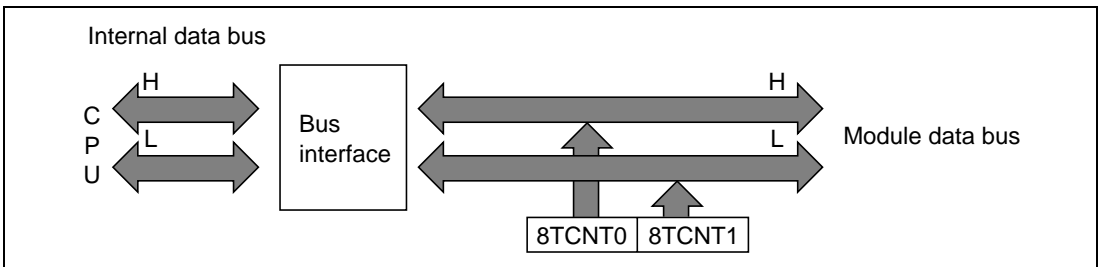 Internal data bus
H
H
C
P
U
L
L
Bus
interface
Module data bus
8TCNT0
8TCNT1